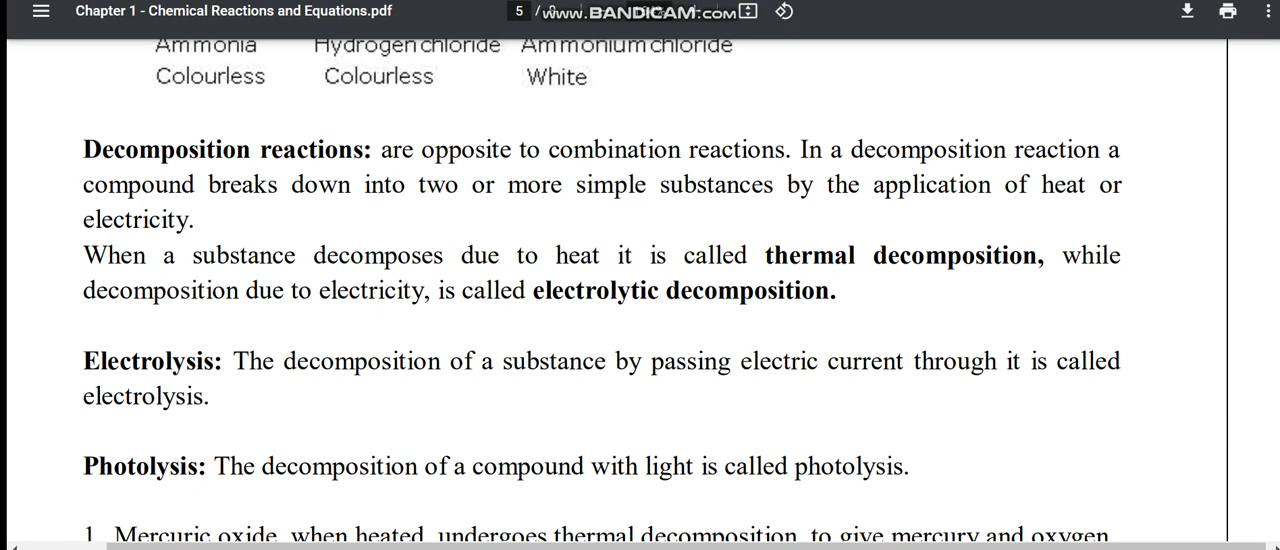 Chapter 1 - Chemical Reactions and Equations.pdf
5 /
www.BANDICAM.com
Ammonia Hydrogen chloride Ammonium chloride
Colourless Colourless White
Decomposition reactions: are opposite to combination reactions. In a decomposition reaction a
compound breaks down into two or more simple substances by the application of heat or
electricity.
When a substance decomposes due to heat it is called thermal decomposition, while
decomposition due to electricity, is called electrolytic decomposition.
Electrolysis: The decomposition of a substance by passing electric current through it is called
electrolysis.
Photolysis: The decomposition of a compound with light is called photolysis.
1. Mercuric oxide, when heated, undergoes thermal decomposition, to give mercury and oxygen